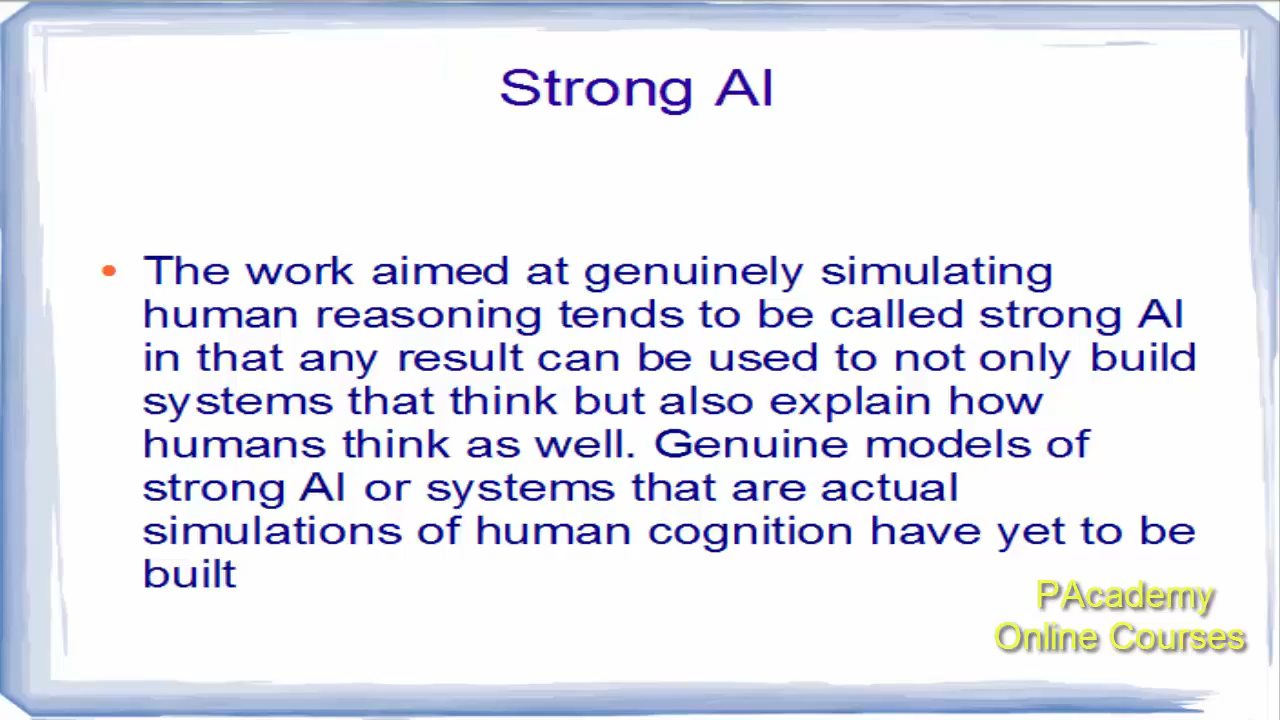 Strong AI
• The work aimed at genuinely simulating
human reasoning tends to be called strong AI
in that any result can be used to not only build
systems that think but also explain how
humans think as well. Genuine models of
strong AI or systems that are actual
simulations of human cognition have yet to be
built
PAcademy
Online Courses